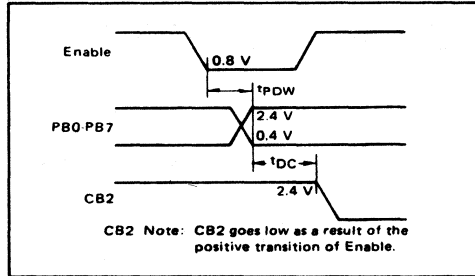 Enable
0.8 V
tPDW
PB0-PB7
2.4 V
0.4 V
tDC
CB2
2.4 V
CB2 Note: CB2 goes low as a result of the
positive transition of Enable.